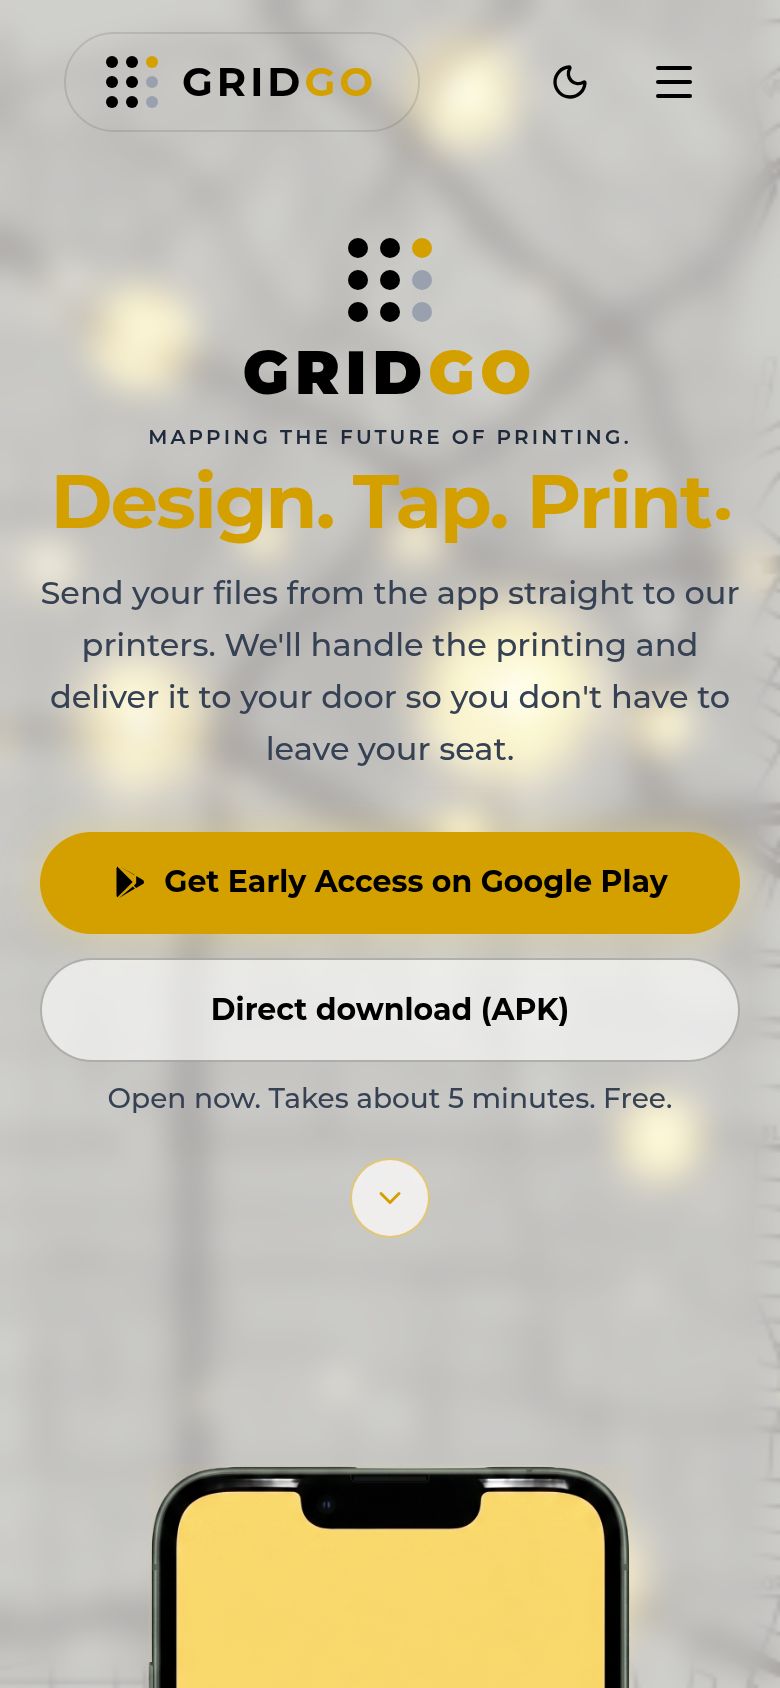 GRIDGO
GRIDGO
MAPPING THE FUTURE OF PRINTING.
Design. Tap. Print.
Send your files from the app straight to our
printers. We'll handle the printing and
deliver it to your door so you don't have to
leave your seat.
Get Early Access on Google Play
Direct download (APK)
Open now. Takes about 5 minutes. Free.